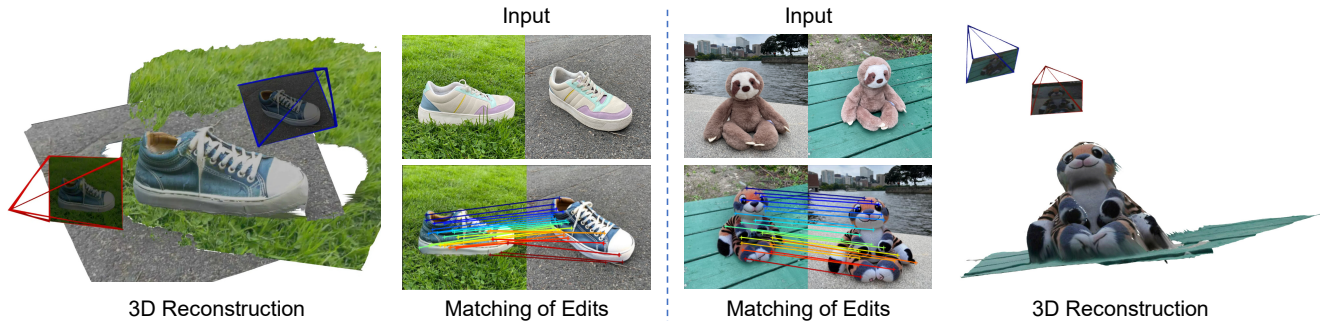 Input
Input
3D Reconstruction
Matching of Edits
Matching of Edits
3D Reconstruction